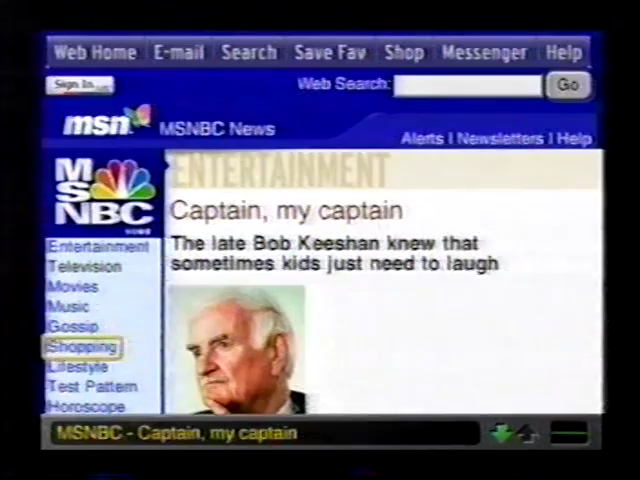 Web Home E-mail Search Save Fav Shop Messenger Help
Sign In
Web Search: Go
msn MSNBC News
Alerts | Newsletters | Help
MSNBC
ENTERTAINMENT
Captain, my captain
The late Bob Keeshan knew that
sometimes kids just need to laugh
Entertainment
Television
Movies
Music
Gossip
Shopping
Lifestyle
Test Pattern
Horoscope
MSNBC - Captain, my captain